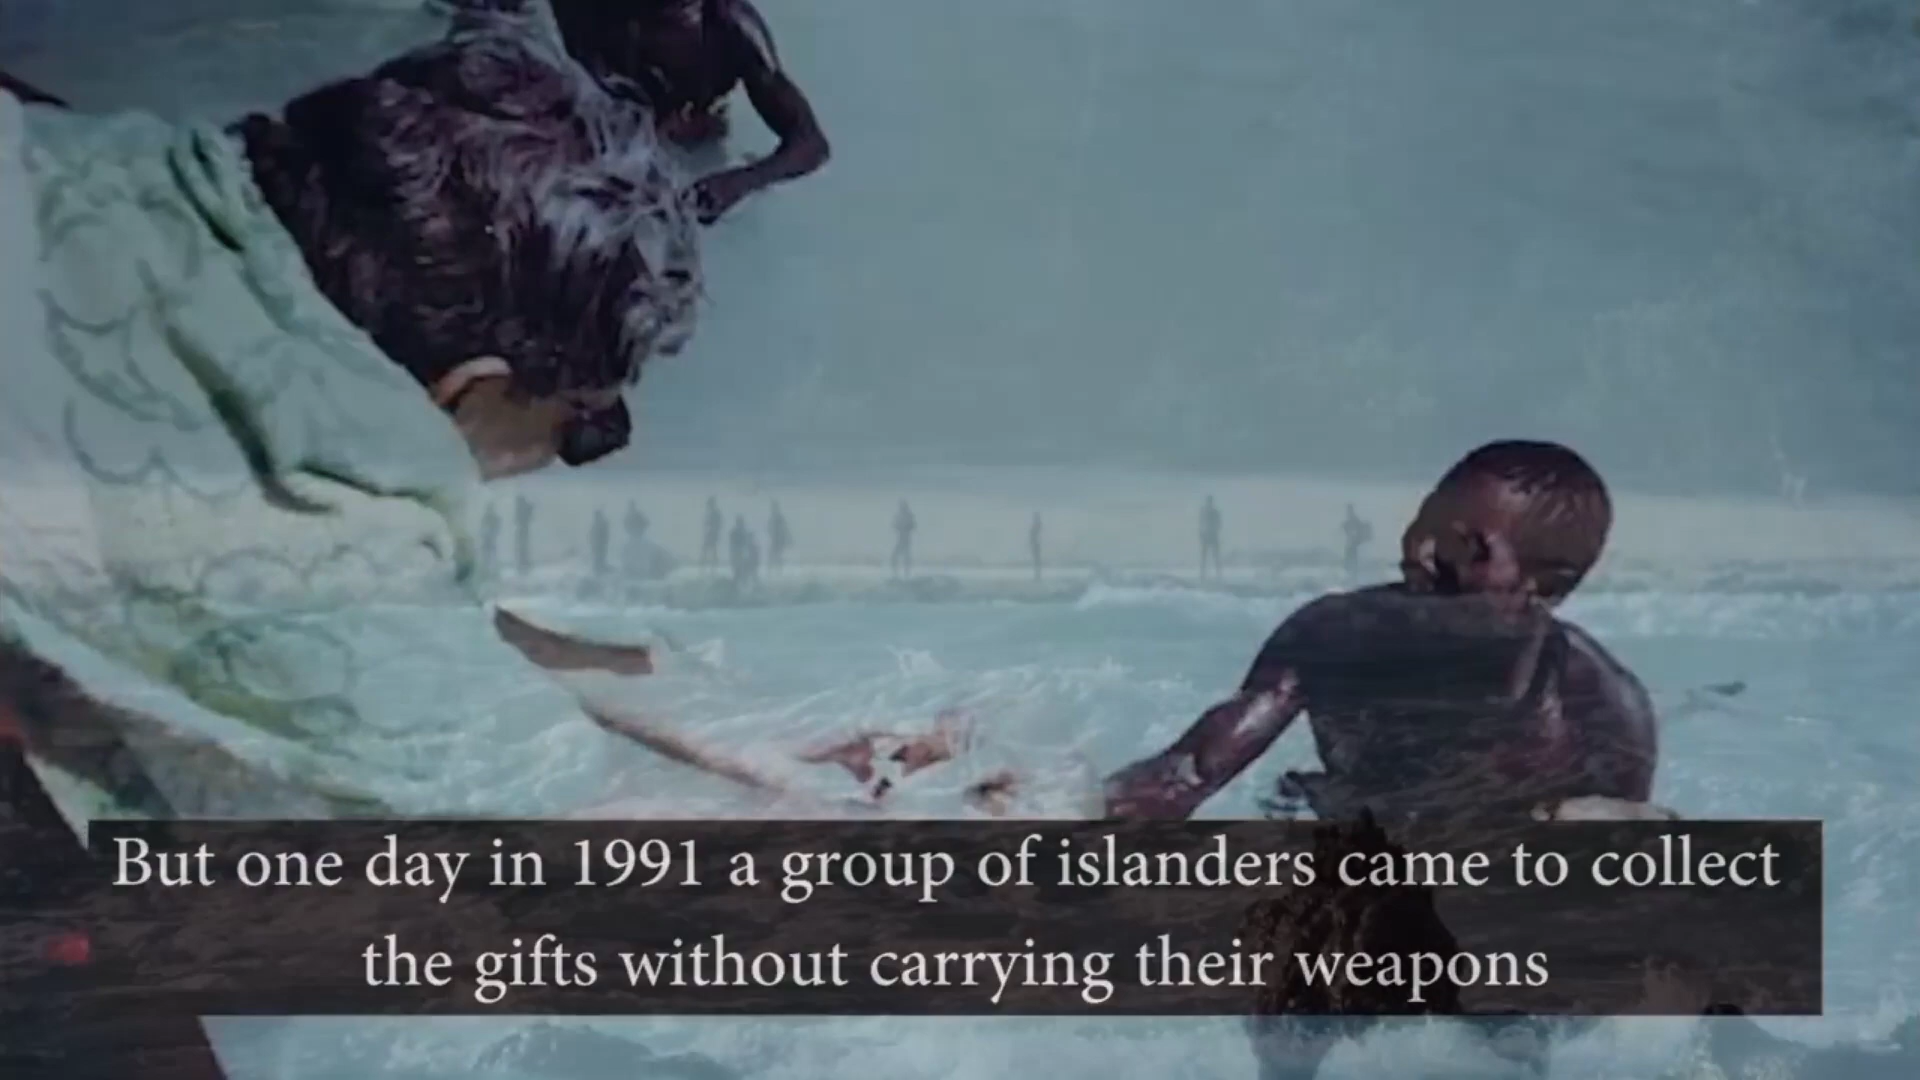 But one day in 1991 a group of islanders came to collect
the gifts without carrying their weapons